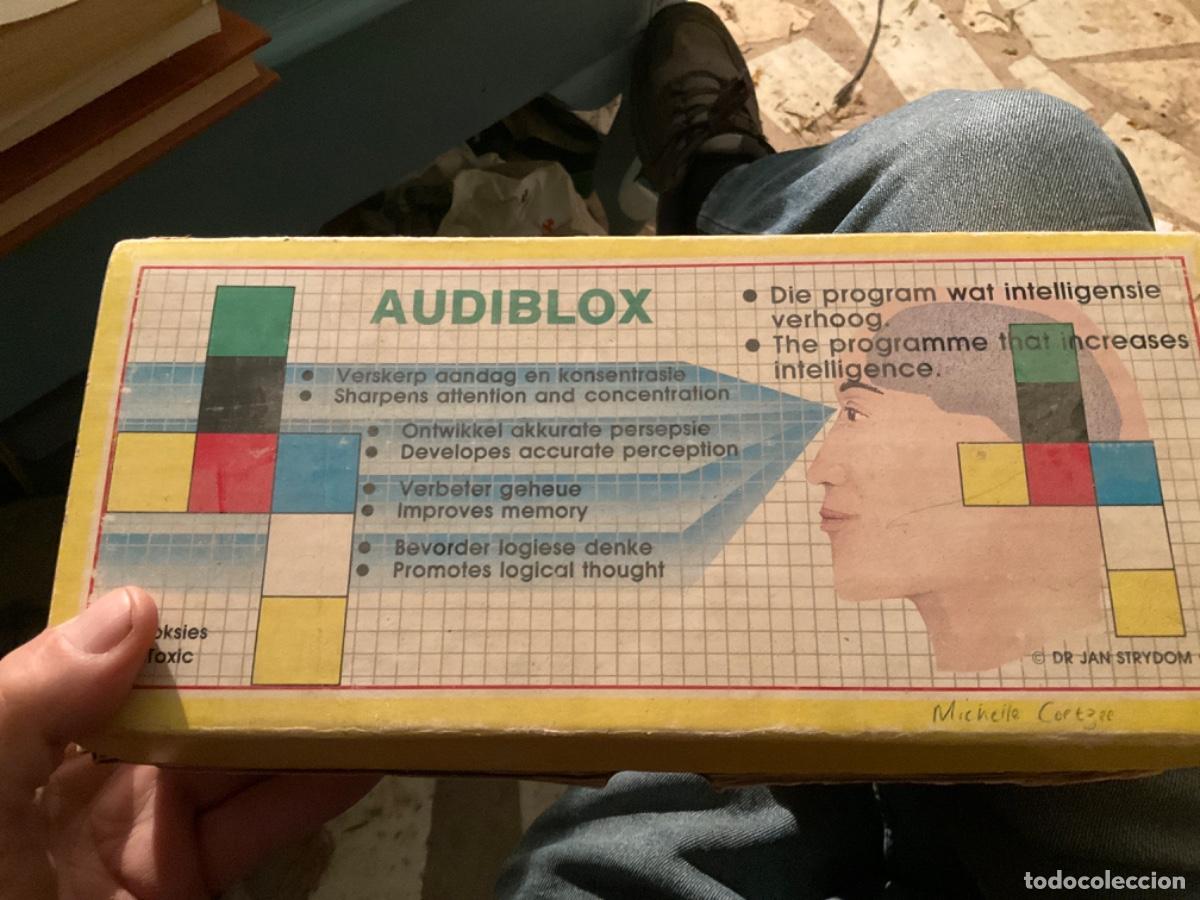 AUDIBLOX
● Die program wat intelligensie
verhoog.
● The programme that increases
intelligence.
● Verskerp aandag en konsentrasie
● Sharpens attention and concentration
● Ontwikkel akkurate persepsie
● Developes accurate perception
● Verbeter geheue
● Improves memory
● Bevorder logiese denke
● Promotes logical thought
oksies
Toxic
© DR JAN STRYDOM
todocoleccion